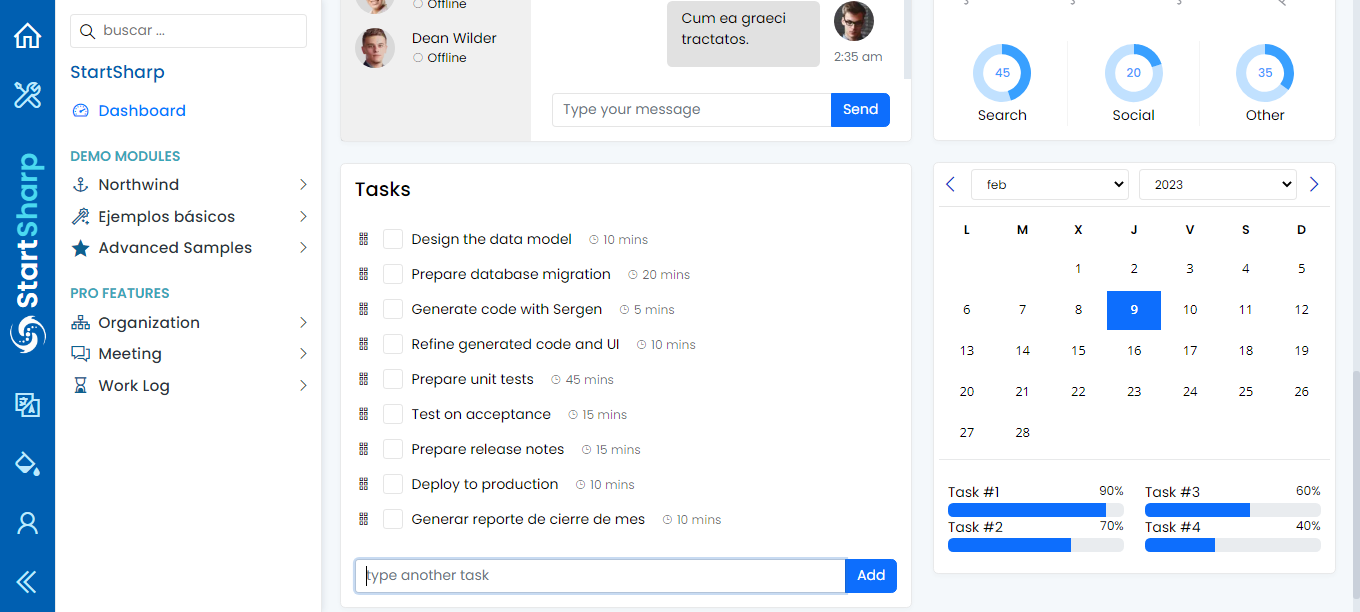 buscar ...
StartSharp
Dashboard
DEMO MODULES
Northwind
Ejemplos básicos
Advanced Samples
PRO FEATURES
Organization
Meeting
Work Log
StartSharp
Offline
Dean Wilder
Offline
Cum ea graeci
tractatos.
2:35 am
Type your message
Send
Tasks
Design the data model 10 mins
Prepare database migration 20 mins
Generate code with Sergen 5 mins
Refine generated code and UI 10 mins
Prepare unit tests 45 mins
Test on acceptance 15 mins
Prepare release notes 15 mins
Deploy to production 10 mins
Generar reporte de cierre de mes 10 mins
type another task
Add
45 20 35
Search Social Other
feb 2023
L M X J V S D
1 2 3 4 5
6 7 8 9 10 11 12
13 14 15 16 17 18 19
20 21 22 23 24 25 26
27 28
Task #1 90% Task #3 60%
Task #2 70% Task #4 40%